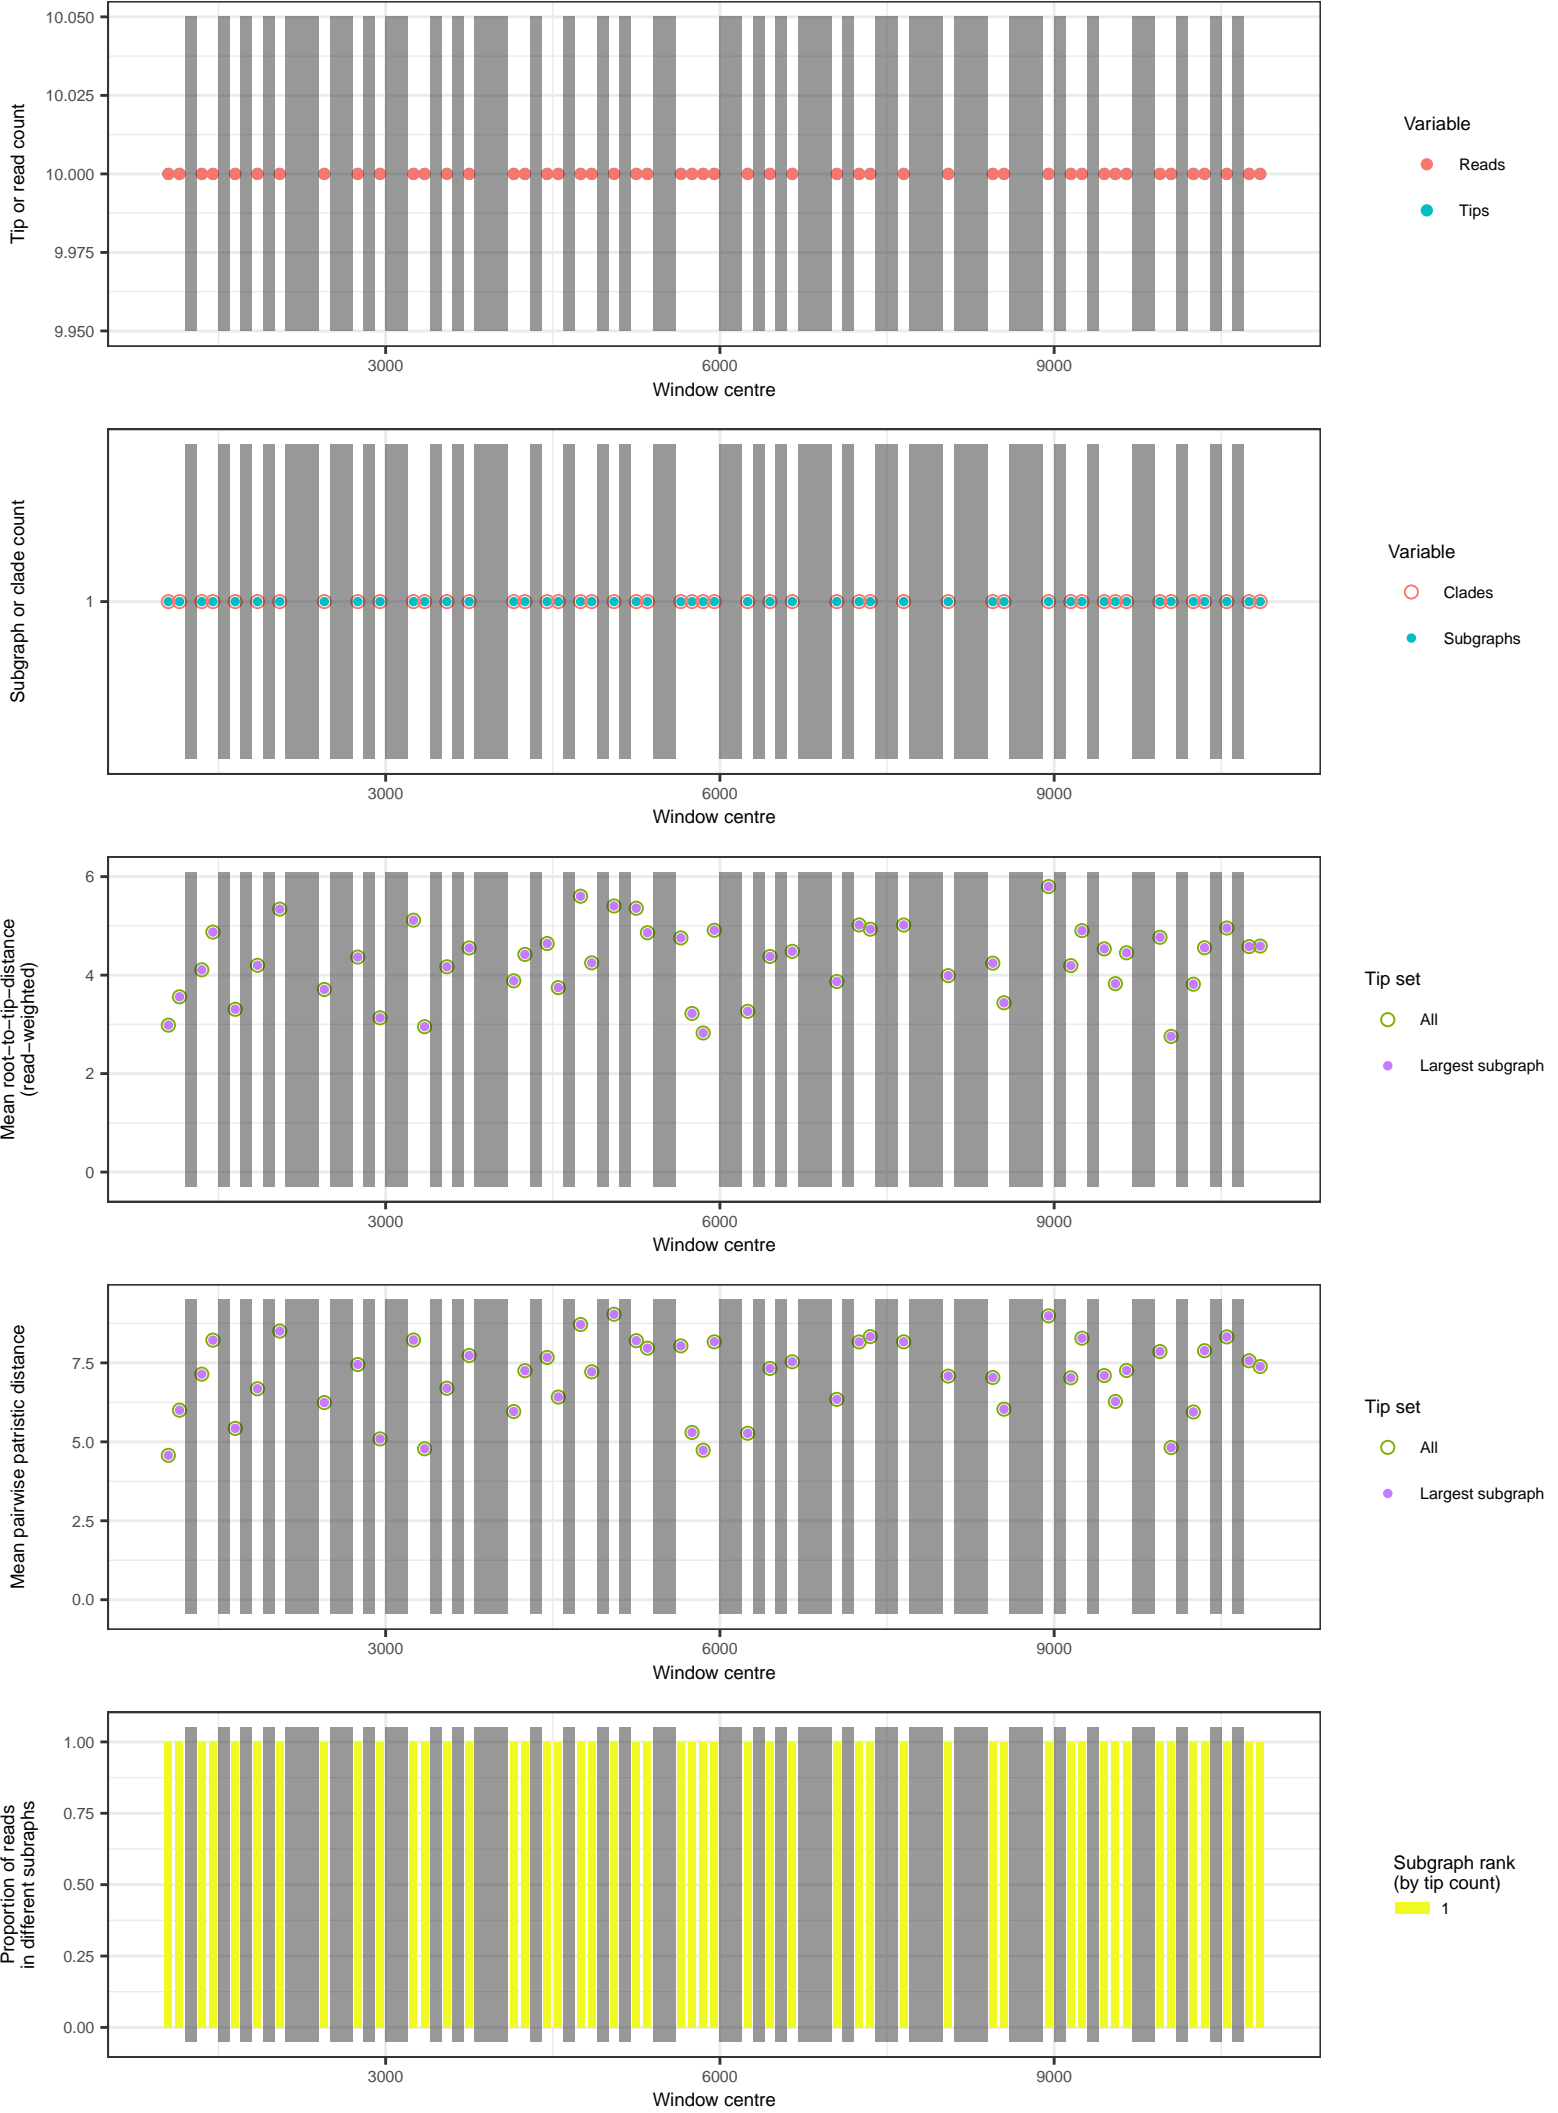 10.050
10.025
10.000
9.975
9.950
Tip or read count
3000
6000
9000
Window centre
Variable
Reads
Tips
1
Subgraph or clade count
3000
6000
9000
Window centre
Variable
Clades
Subgraphs
6
4
2
0
Mean root−to−tip−distance
(read−weighted)
3000
6000
9000
Window centre
Tip set
All
Largest subgraph
7.5
5.0
2.5
0.0
Mean pairwise patristic distance
3000
6000
9000
Window centre
Tip set
All
Largest subgraph
1.00
0.75
0.50
0.25
0.00
Proportion of reads
in different subraphs
3000
6000
9000
Window centre
Subgraph rank
(by tip count)
1